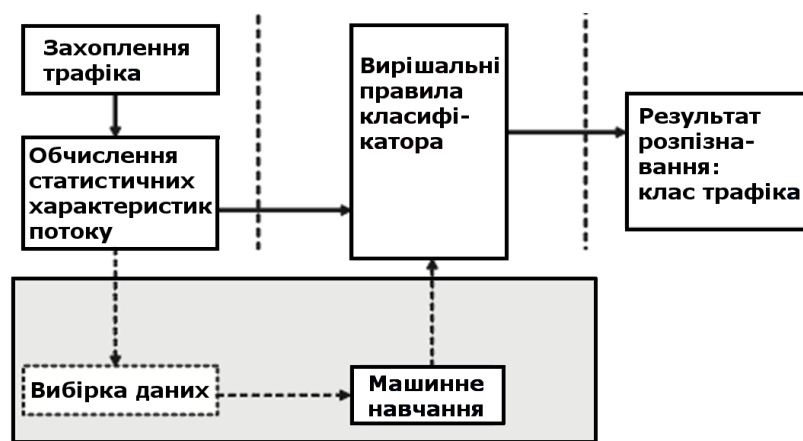 Захоплення
трафіка
Обчислення
статистичних
характеристик
потоку
Вирішальні
правила
класифі-
катора
Результат
розпізна-
вання:
клас трафіка
Вибірка даних
Машинне
навчання